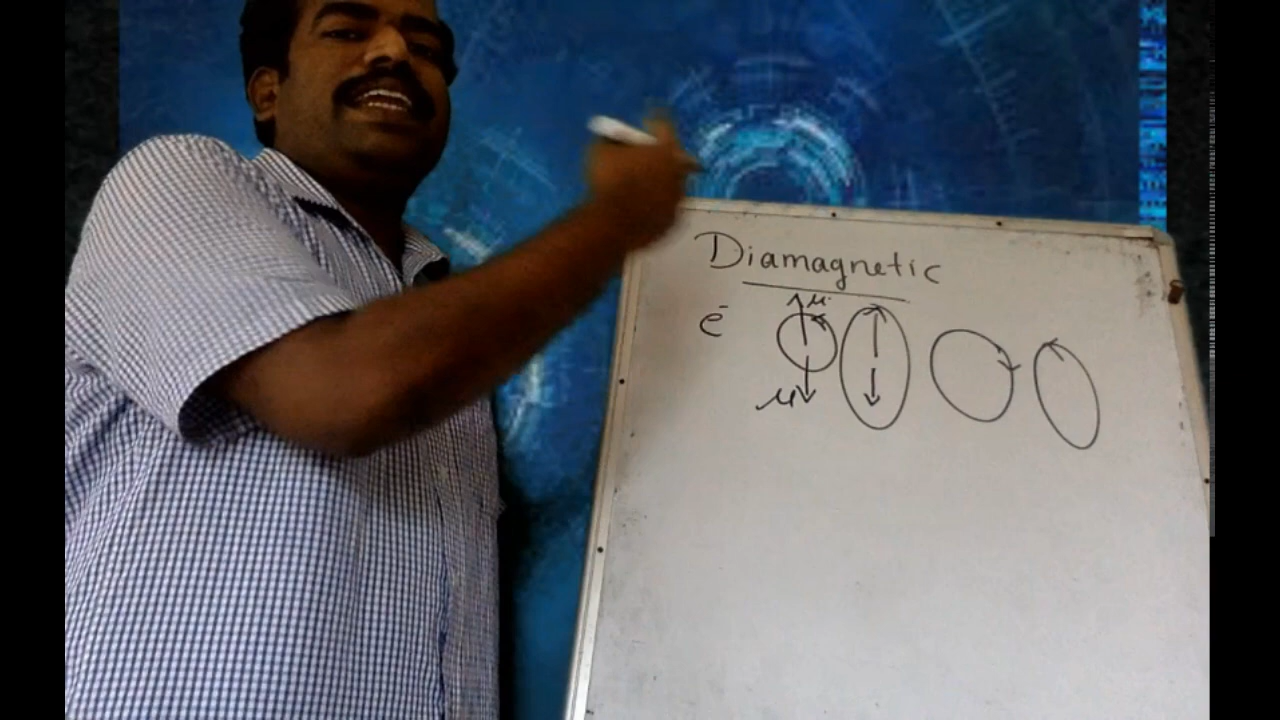 Diamagnetic
μ
e⁻
μ